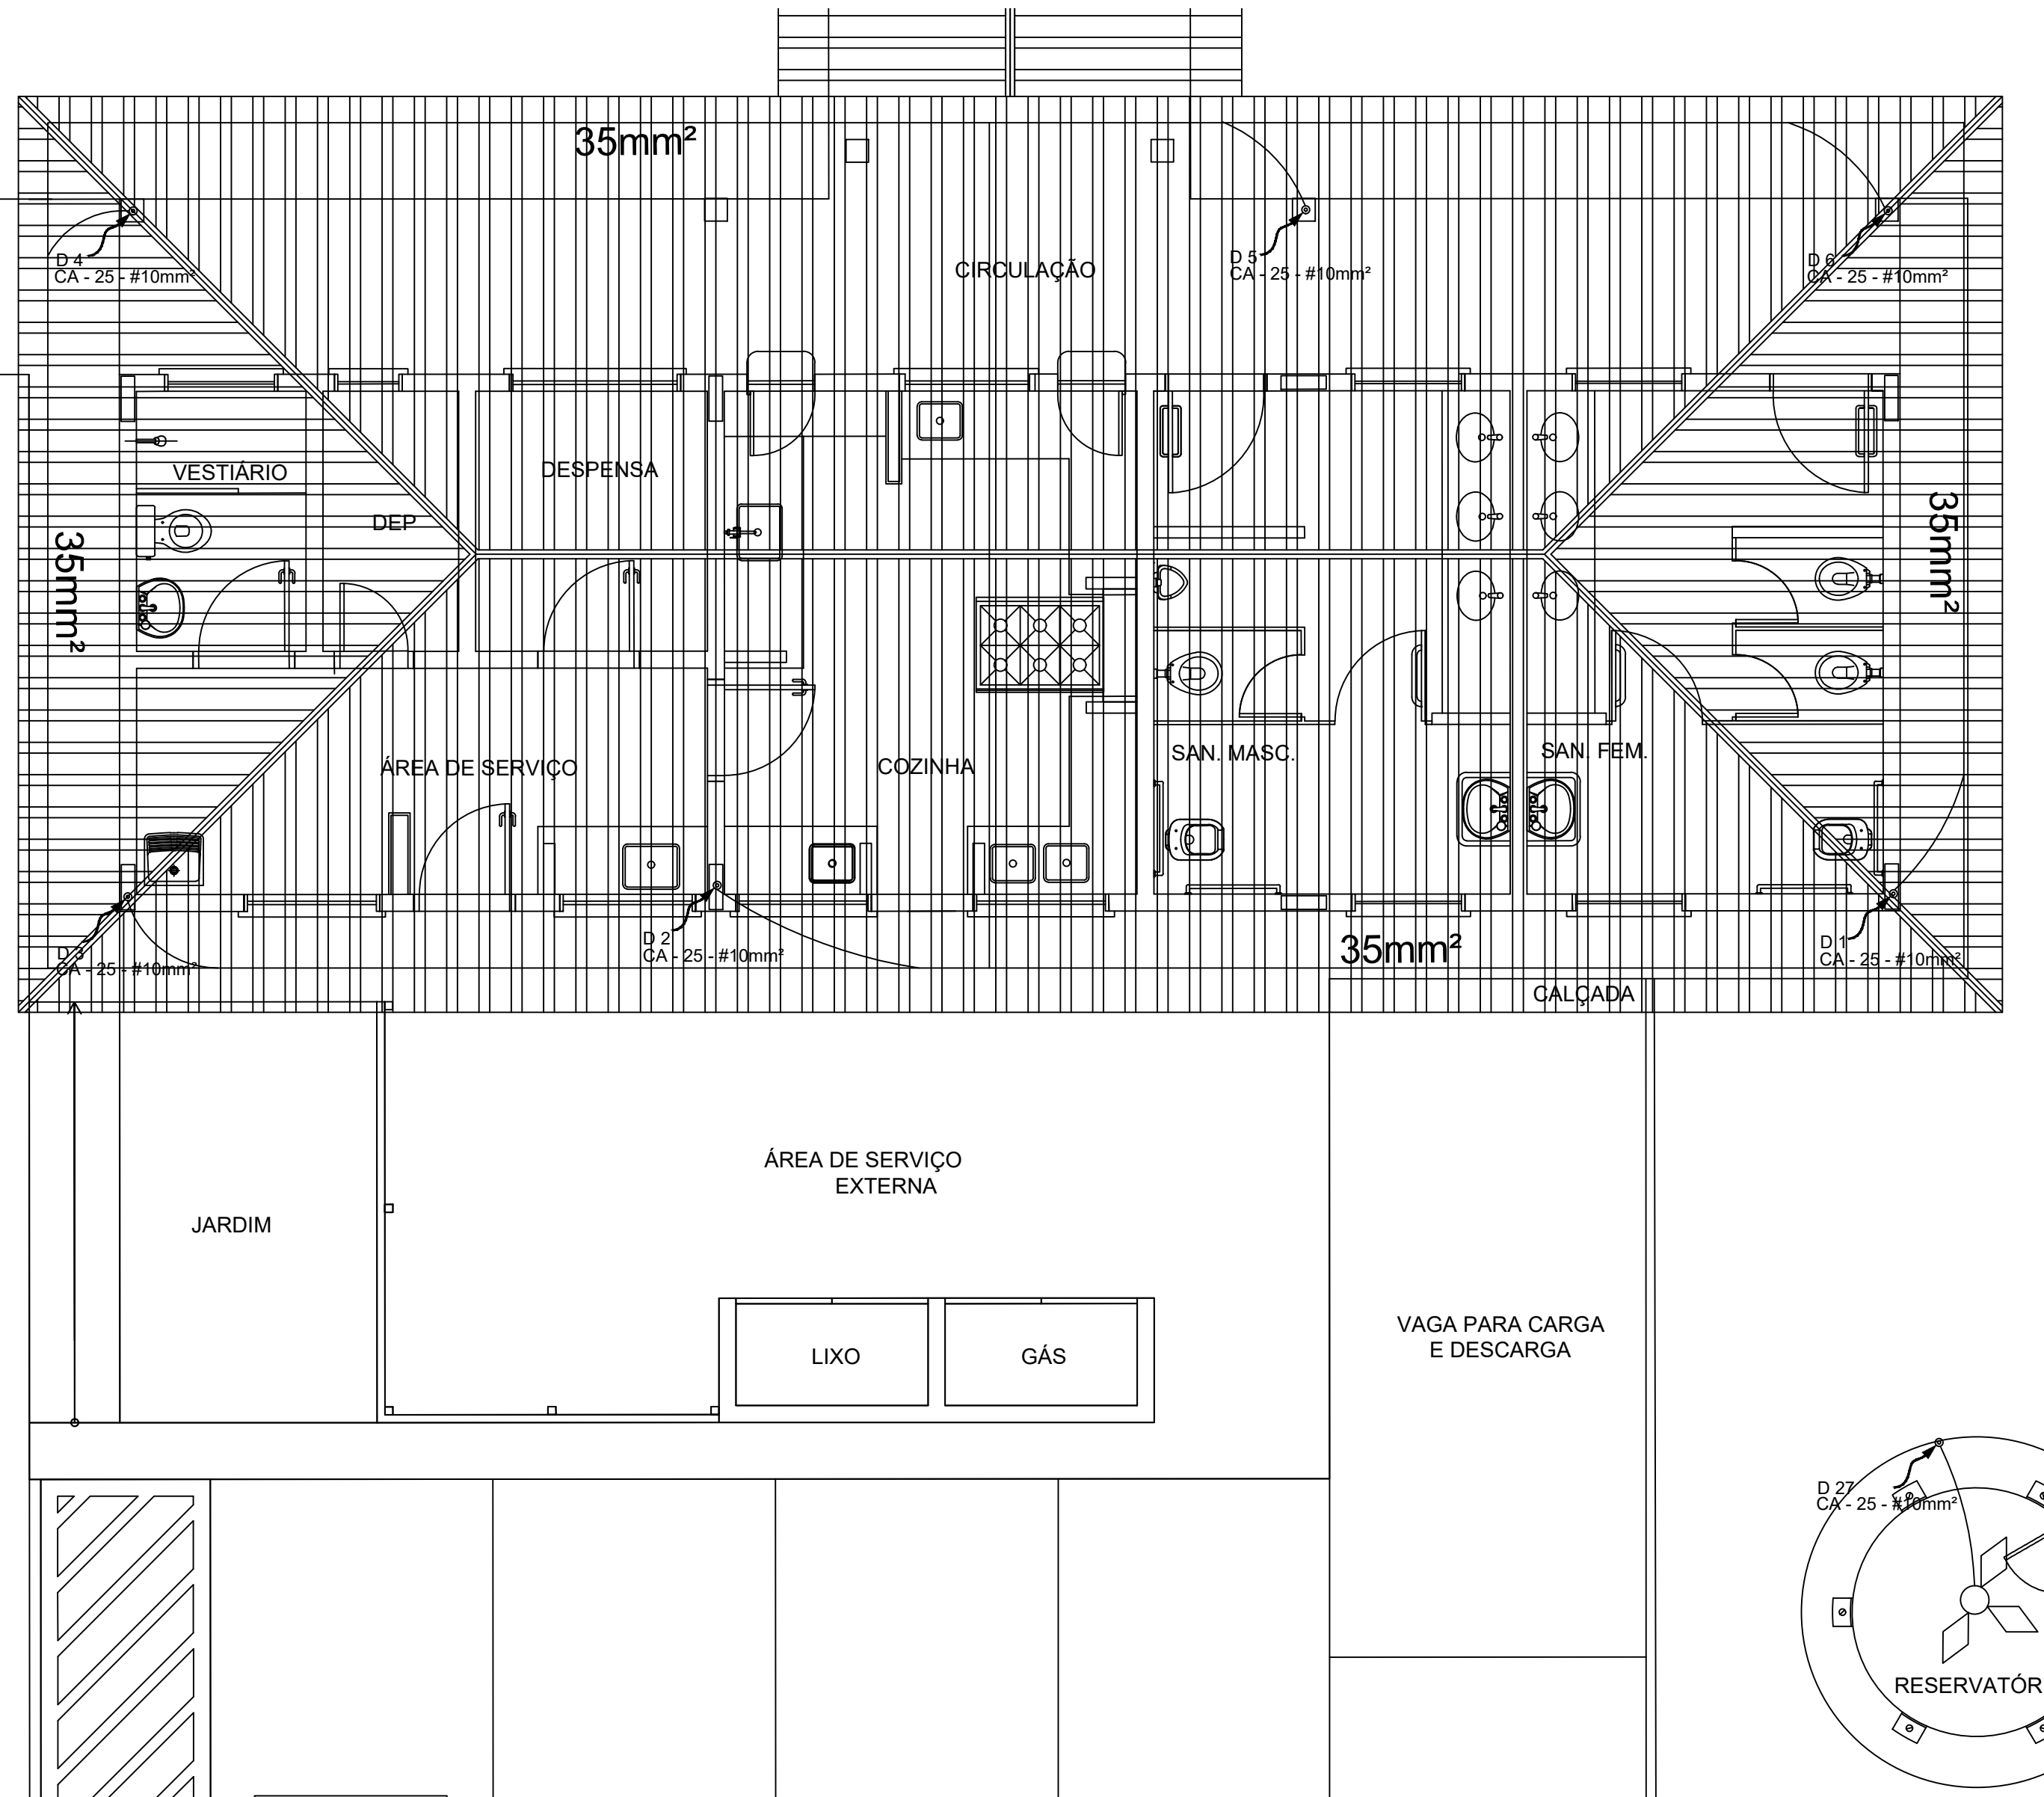 35mm²
D 4
CA - 25 - #10mm²
CIRCULAÇÃO
D 5
CA - 25 - #10mm²
D 6
CA - 25 - #10mm²
VESTIÁRIO
DESPENSA
DEP
35mm²
35mm²
ÁREA DE SERVIÇO
COZINHA
SAN. MASC.
SAN. FEM.
D 3
CA - 25 - #10mm²
D 2
CA - 25 - #10mm²
35mm²
D 1
CA - 25 - #10mm²
CALÇADA
ÁREA DE SERVIÇO
EXTERNA
JARDIM
LIXO
GÁS
VAGA PARA CARGA
E DESCARGA
D 27
CA - 25 - #10mm²
RESERVATÓR